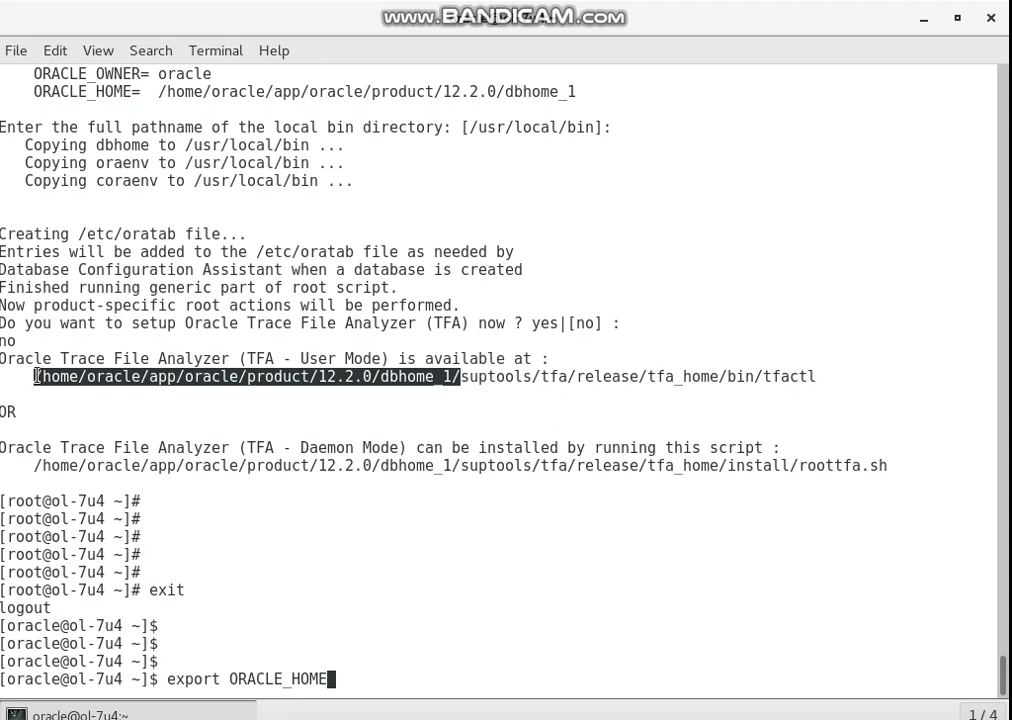 www.BANDICAM.com
File Edit View Search Terminal Help
ORACLE_OWNER= oracle
ORACLE_HOME=  /home/oracle/app/oracle/product/12.2.0/dbhome_1
Enter the full pathname of the local bin directory: [/usr/local/bin]:
Copying dbhome to /usr/local/bin ...
Copying oraenv to /usr/local/bin ...
Copying coraenv to /usr/local/bin ...
Creating /etc/oratab file...
Entries will be added to the /etc/oratab file as needed by
Database Configuration Assistant when a database is created
Finished running generic part of root script.
Now product-specific root actions will be performed.
Do you want to setup Oracle Trace File Analyzer (TFA) now ? yes|[no] :
no
Oracle Trace File Analyzer (TFA - User Mode) is available at :
/home/oracle/app/oracle/product/12.2.0/dbhome_1/suptools/tfa/release/tfa_home/bin/tfactl
OR
Oracle Trace File Analyzer (TFA - Daemon Mode) can be installed by running this script :
/home/oracle/app/oracle/product/12.2.0/dbhome_1/suptools/tfa/release/tfa_home/install/roottfa.sh
[root@ol-7u4 ~]#
[root@ol-7u4 ~]#
[root@ol-7u4 ~]#
[root@ol-7u4 ~]#
[root@ol-7u4 ~]#
[root@ol-7u4 ~]# exit
logout
[oracle@ol-7u4 ~]$
[oracle@ol-7u4 ~]$
[oracle@ol-7u4 ~]$
[oracle@ol-7u4 ~]$ export ORACLE_HOME
oracle@ol-7u4:~ 1 / 4